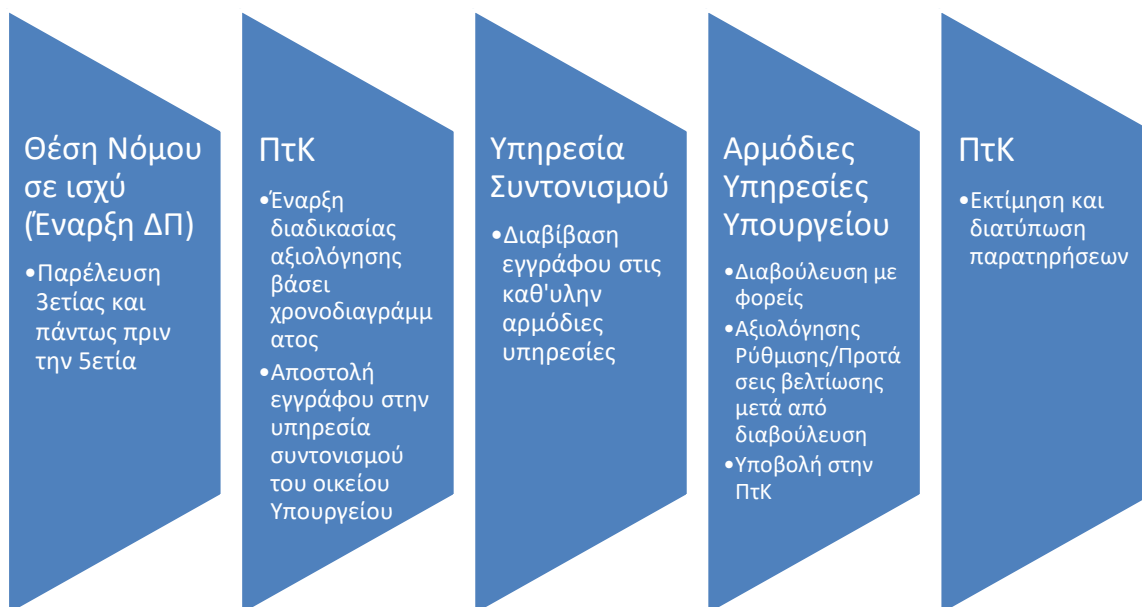 Θέση Νόμου
σε ισχύ
(Έναρξη ΔΠ)
•Παρέλευση
3ετίας και
πάντως πριν
την 5ετία
ΠτΚ
•Έναρξη
διαδικασίας
αξιολόγησης
βάσει
χρονοδιαγράμμ
ατος
•Αποστολή
εγγράφου στην
υπηρεσία
συντονισμού
του οικείου
Υπουργείου
Υπηρεσία
Συντονισμού
•Διαβίβαση
εγγράφου στις
καθ'υλην
αρμόδιες
υπηρεσίες
Αρμόδιες
Υπηρεσίες
Υπουργείου
•Διαβούλευση με
φορείς
•Αξιολόγησης
Ρύθμισης/Προτά
σεις βελτίωσης
μετά από
διαβούλευση
•Υποβολή στην
ΠτΚ
ΠτΚ
•Εκτίμηση και
διατύπωση
παρατηρήσεων